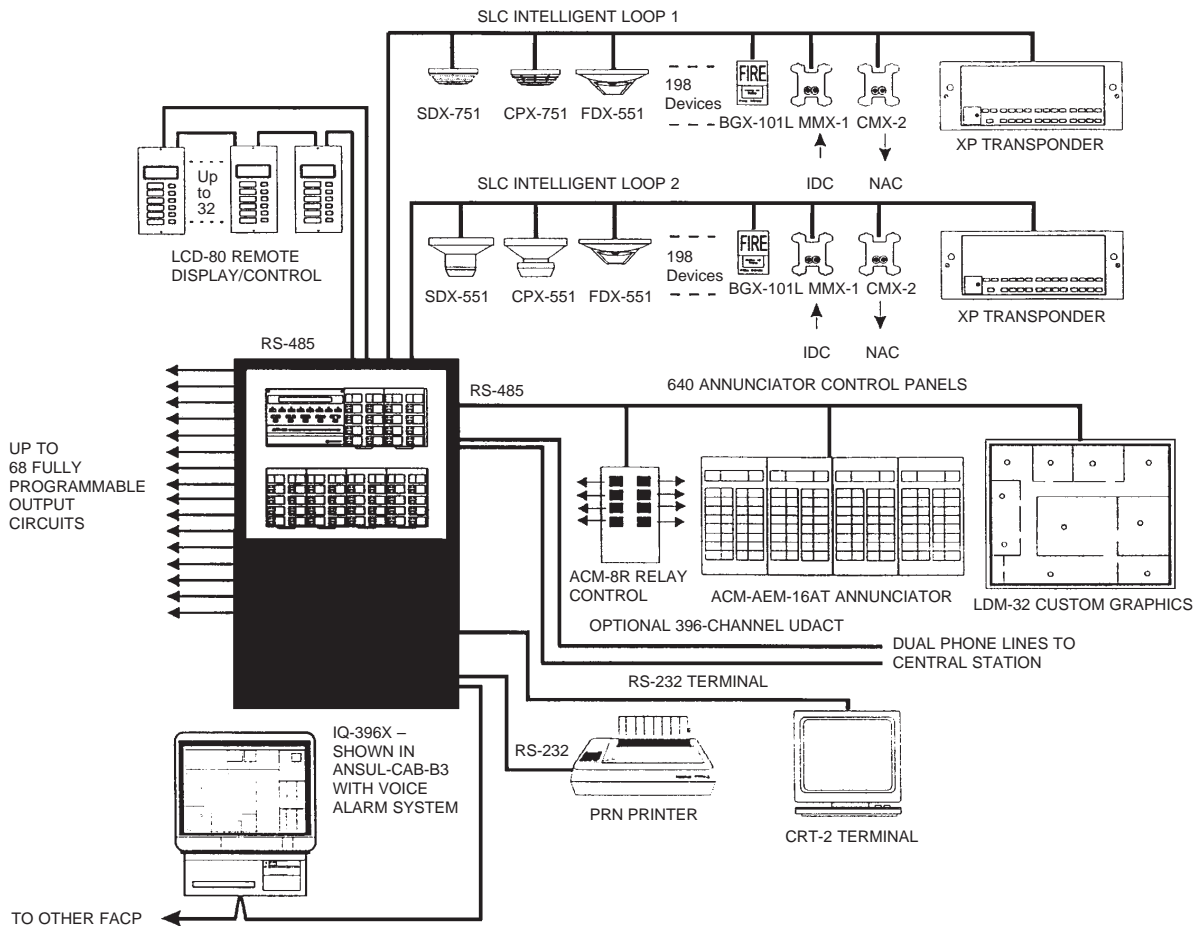 SLC INTELLIGENT LOOP 1
FIRE
198
Devices
SDX-751
CPX-751
FDX-551
BGX-101L
MMX-1
CMX-2
XP TRANSPONDER
IDC
NAC
Up
to
32
LCD-80 REMOTE
DISPLAY/CONTROL
SLC INTELLIGENT LOOP 2
FIRE
198
Devices
SDX-551
CPX-551
FDX-551
BGX-101L
MMX-1
CMX-2
XP TRANSPONDER
IDC
NAC
RS-485
640 ANNUNCIATOR CONTROL PANELS
RS-485
UP TO
68 FULLY
PROGRAMMABLE
OUTPUT
CIRCUITS
ACM-8R RELAY
CONTROL
ACM-AEM-16AT ANNUNCIATOR
LDM-32 CUSTOM GRAPHICS
OPTIONAL 396-CHANNEL UDACT
DUAL PHONE LINES TO
CENTRAL STATION
RS-232 TERMINAL
IQ-396X –
SHOWN IN
ANSUL-CAB-B3
WITH VOICE
ALARM SYSTEM
RS-232
PRN PRINTER
CRT-2 TERMINAL
TO OTHER FACP